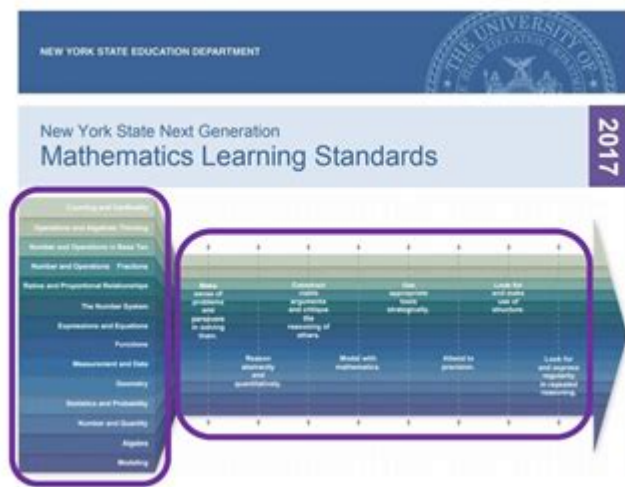 NEW YORK STATE EDUCATION DEPARTMENT
THE UNIVERSITY OF
New York State Next Generation
Mathematics Learning Standards
2017
Counting and Cardinality
Operations and Algebraic Thinking
Number and Operations in Base Ten
Number and Operations Fractions
Ratios and Proportional Relationships
The Number System
Expressions and Equations
Functions
Measurement and Data
Geometry
Statistics and Probability
Number and Quantity
Algebra
Modeling
Make
sense of
problems
and
persevere
in solving
them.
Reason
abstractly
and
quantitatively.
Construct
viable
arguments
and critique
the
reasoning of
others.
Model with
mathematics.
Use
appropriate
tools
strategically.
Attend to
precision.
Look for
and make
use of
structure.
Look for
and express
regularity
in repeated
reasoning.